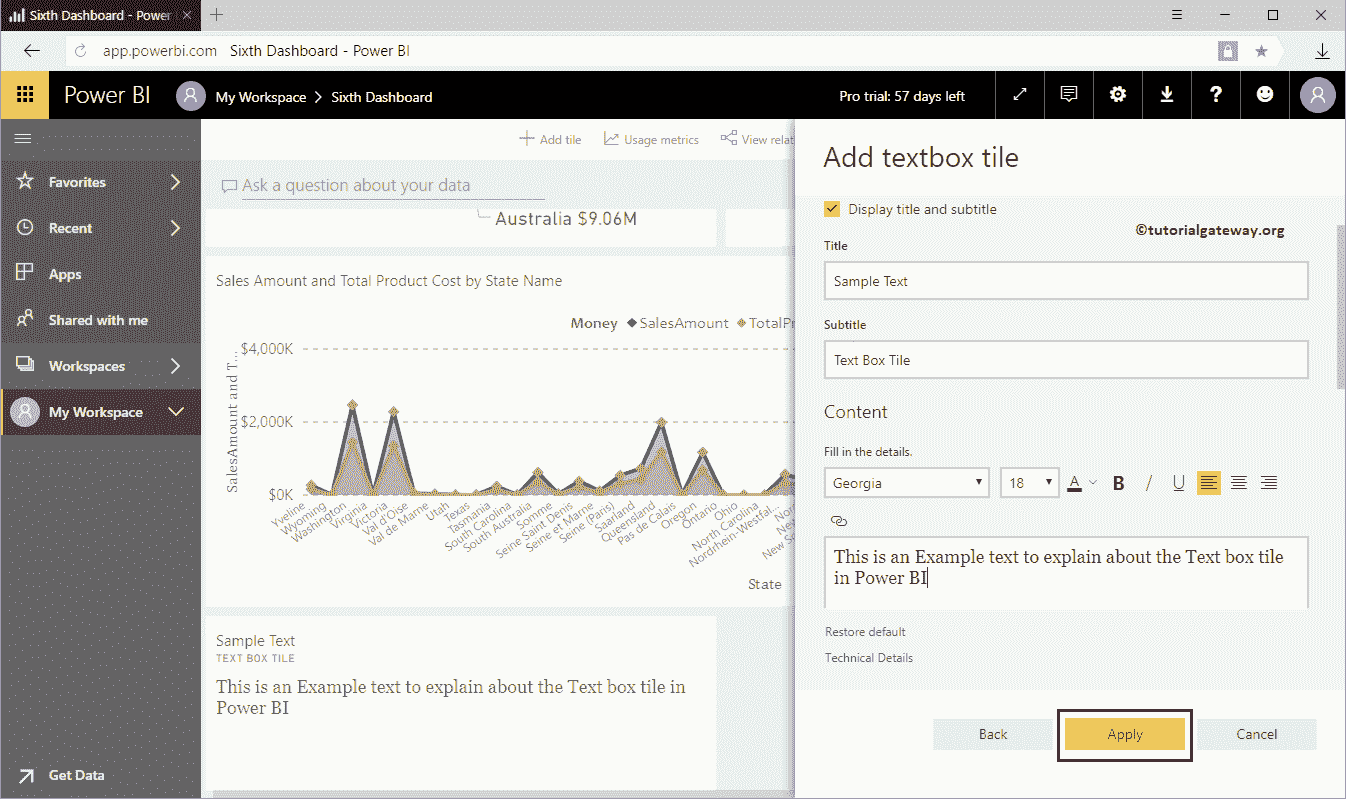 Sixth Dashboard - Power
app.powerbi.com Sixth Dashboard - Power BI
Power BI My Workspace > Sixth Dashboard
Pro trial: 57 days left
Favorites
Recent
Apps
Shared with me
Workspaces
My Workspace
Get Data
Add tile Usage metrics View relat
Ask a question about your data
Australia $9.06M
Sales Amount and Total Product Cost by State Name
Money SalesAmount TotalPr
SalesAmount and T...
$4,000K
$2,000K
$0K
Yveline
Wyoming
Washington
Virginia
Victoria
Val d'Oise
Val de Marne
Utah
Texas
Tasmania
South Carolina
South Australia
Somme
Seine Saint Denis
Seine et Marne
Seine (Paris)
Saarland
Queensland
Pas de Calais
Oregon
Ontario
Ohio
North Carolina
Nordrhein-Westfal...
New S
State
Sample Text
TEXT BOX TILE
This is an Example text to explain about the Text box tile in
Power BI
Add textbox tile
Display title and subtitle
©tutorialgateway.org
Title
Sample Text
Subtitle
Text Box Tile
Content
Fill in the details.
Georgia 18 A B I U
This is an Example text to explain about the Text box tile
in Power BI
Restore default
Technical Details
Back Apply Cancel